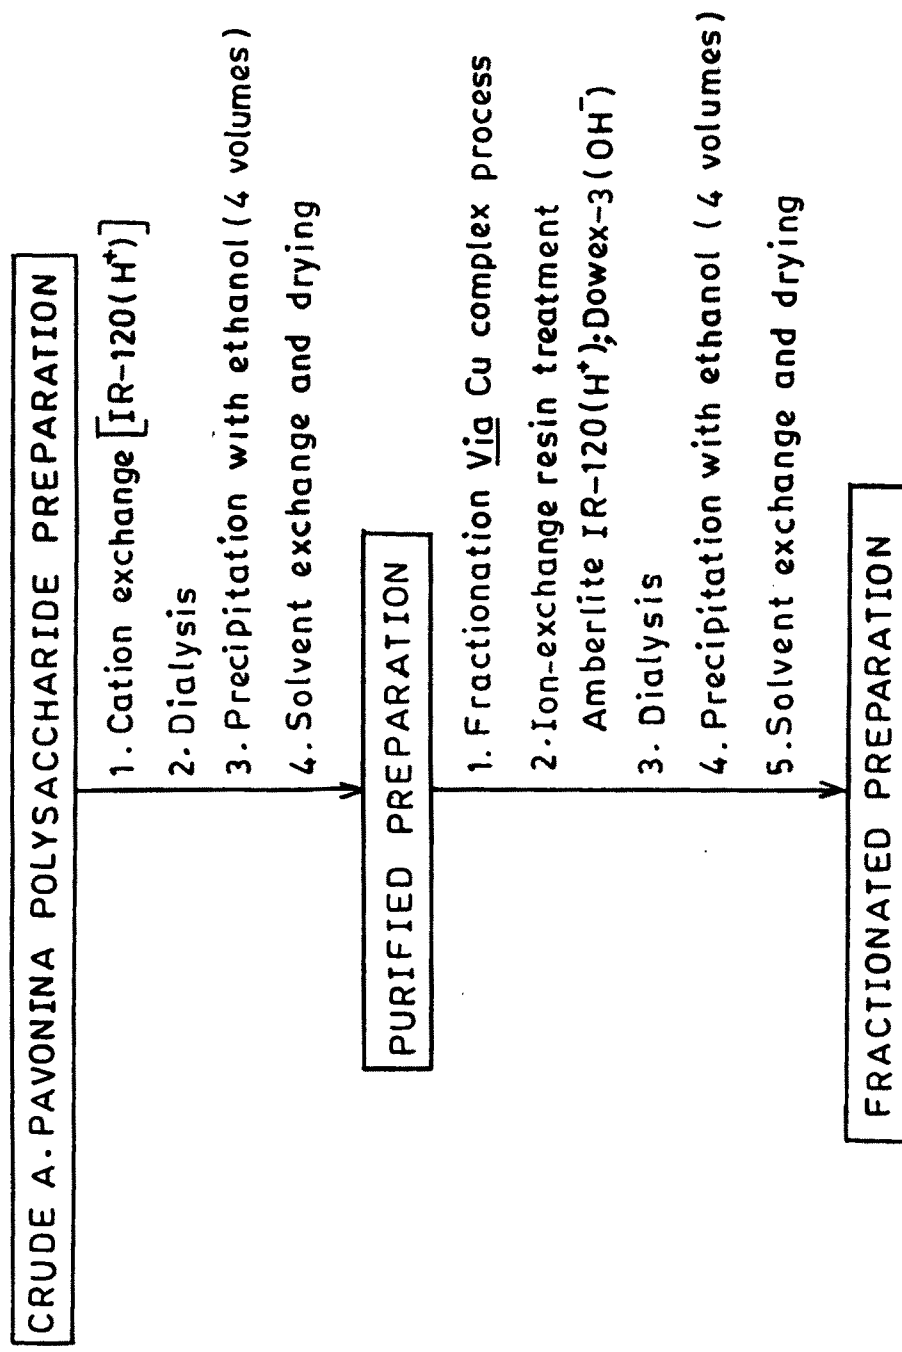 CRUDE A. PAVONINA POLYSACCHARIDE PREPARATION
1. Cation exchange [IR-120(H⁺)]
2. Dialysis
3. Precipitation with ethanol (4 volumes)
4. Solvent exchange and drying
PURIFIED PREPARATION
1. Fractionation Via Cu complex process
2. Ion-exchange resin treatment
Amberlite IR-120(H⁺); Dowex-3(OH⁻)
3. Dialysis
4. Precipitation with ethanol (4 volumes)
5. Solvent exchange and drying
FRACTIONATED PREPARATION